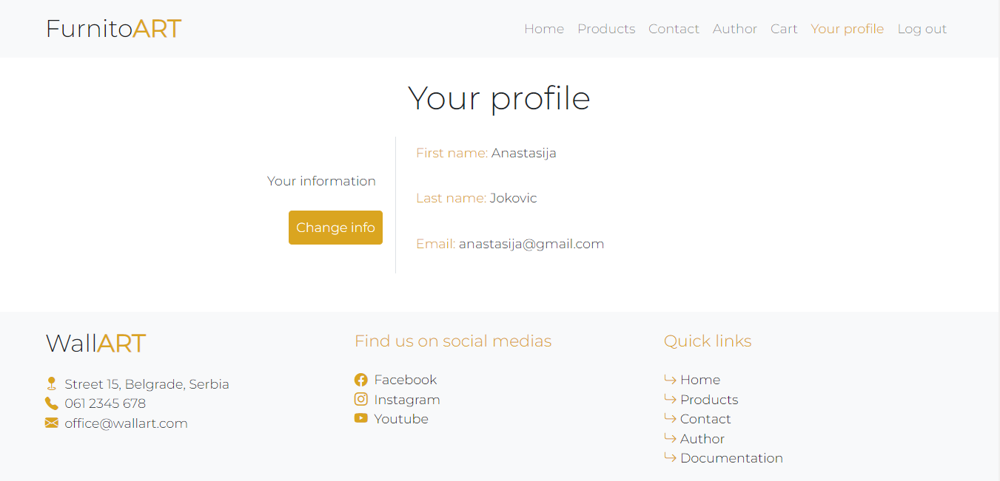 FurnitoART
Home Products Contact Author Cart Your profile Log out
Your profile
Your information
Change info
First name: Anastasija
Last name: Jokovic
Email: anastasija@gmail.com
WallART
Street 15, Belgrade, Serbia
061 2345 678
office@wallart.com
Find us on social medias
Facebook
Instagram
Youtube
Quick links
Home
Products
Contact
Author
Documentation